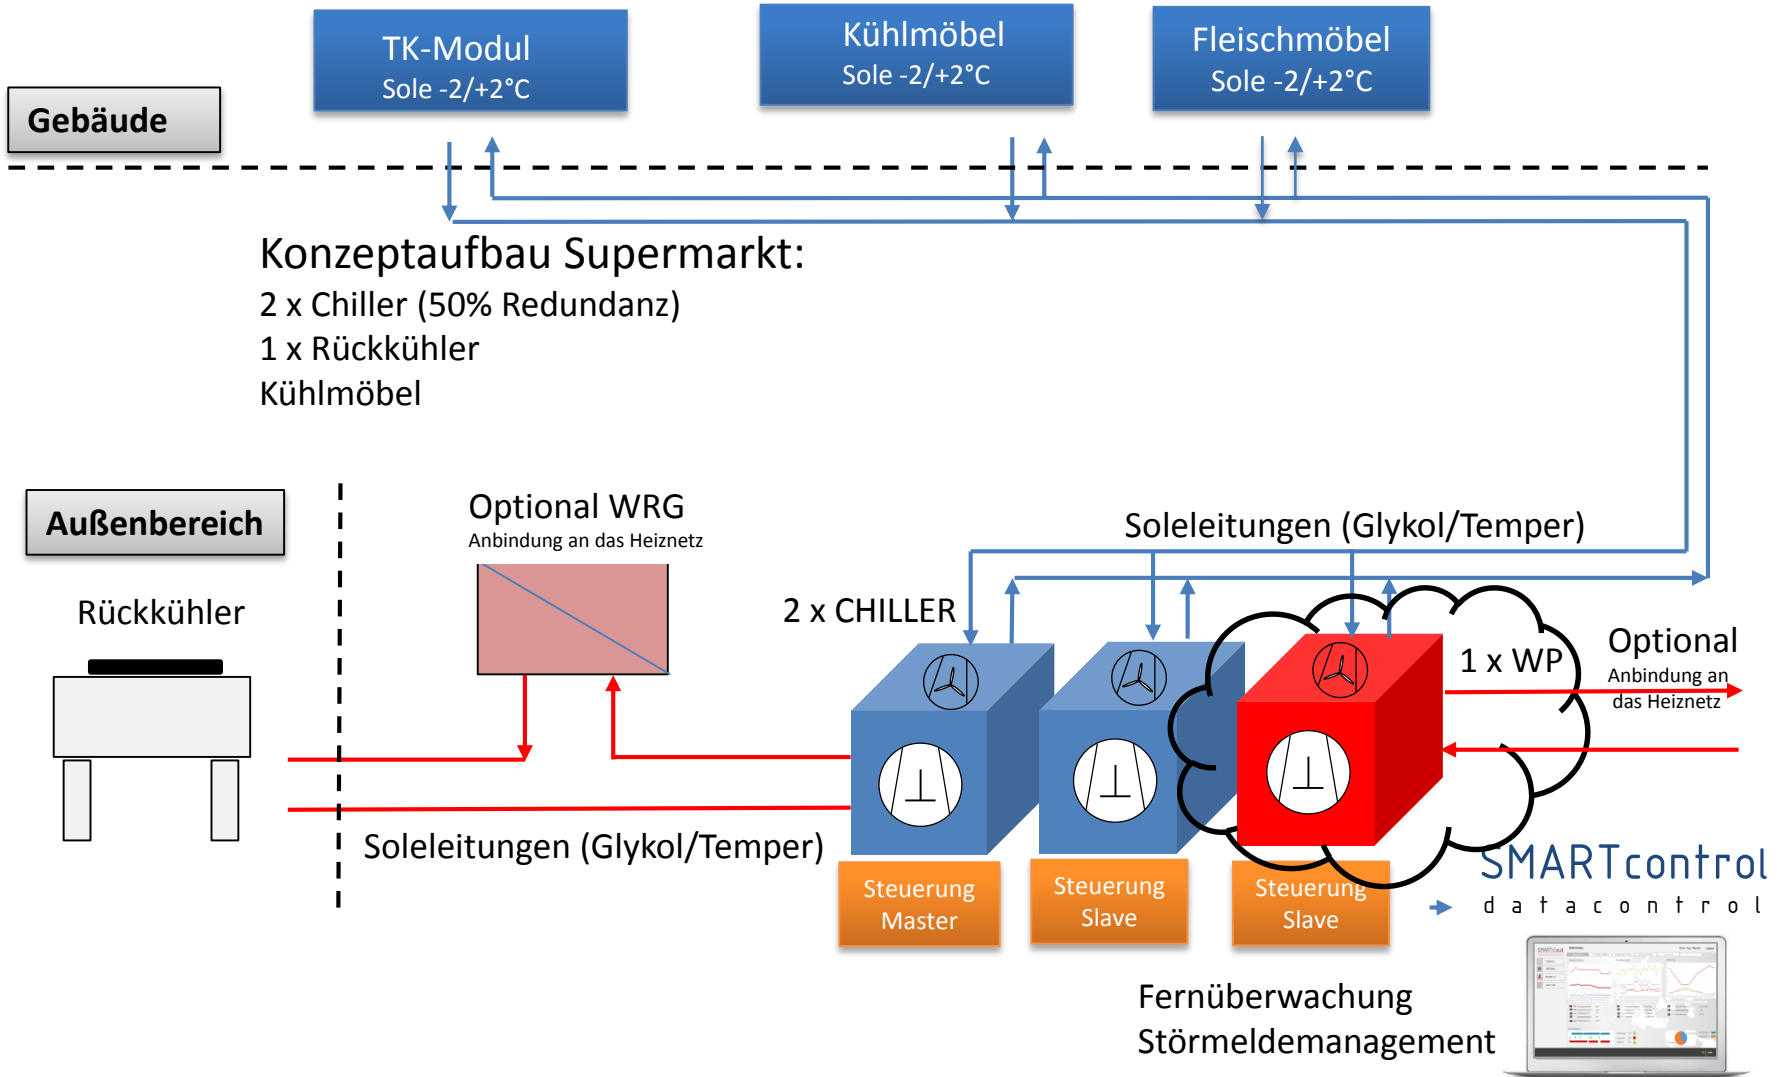 TK-Modul
Sole -2/+2°C
Kühlmöbel
Sole -2/+2°C
Fleischmöbel
Sole -2/+2°C
Gebäude
Konzeptaufbau Supermarkt:
2 x Chiller (50% Redundanz)
1 x Rückkühler
Kühlmöbel
Außenbereich
Optional WRG
Anbindung an das Heiznetz
Soleleitungen (Glykol/Temper)
Rückkühler
2 x CHILLER
1 x WP
Optional
Anbindung an
das Heiznetz
Soleleitungen (Glykol/Temper)
Steuerung
Master
Steuerung
Slave
Steuerung
Slave
SMARTcontrol
datacontrol
Fernüberwachung
Störmeldemanagement